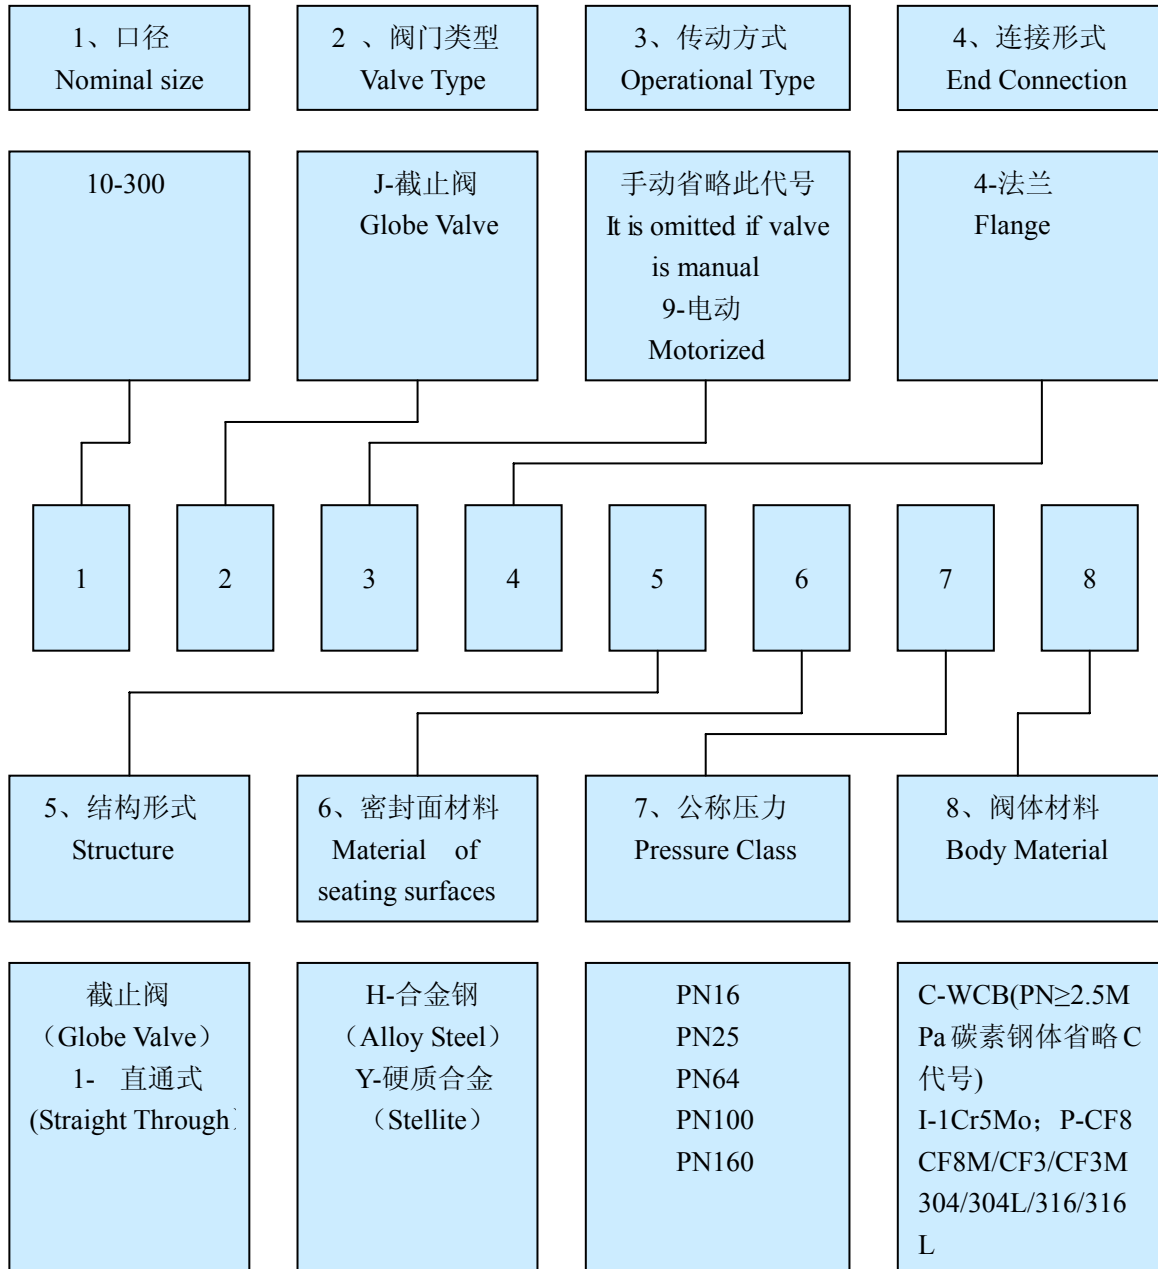 1、口径
Nominal size
2 、阀门类型
Valve Type
3、传动方式
Operational Type
4、连接形式
End Connection
10-300
J-截止阀
Globe Valve
手动省略此代号
It is omitted if valve
is manual
9-电动
Motorized
4-法兰
Flange
1
2
3
4
5
6
7
8
5、结构形式
Structure
6、密封面材料
Material of
seating surfaces
7、公称压力
Pressure Class
8、阀体材料
Body Material
截止阀
（Globe Valve）
1- 直通式
(Straight Through）
H-合金钢
（Alloy Steel）
Y-硬质合金
（Stellite）
PN16
PN25
PN64
PN100
PN160
C-WCB(PN≥2.5M
Pa 碳素钢体省略 C
代号)
I-1Cr5Mo；P-CF8
CF8M/CF3/CF3M
304/304L/316/316
L